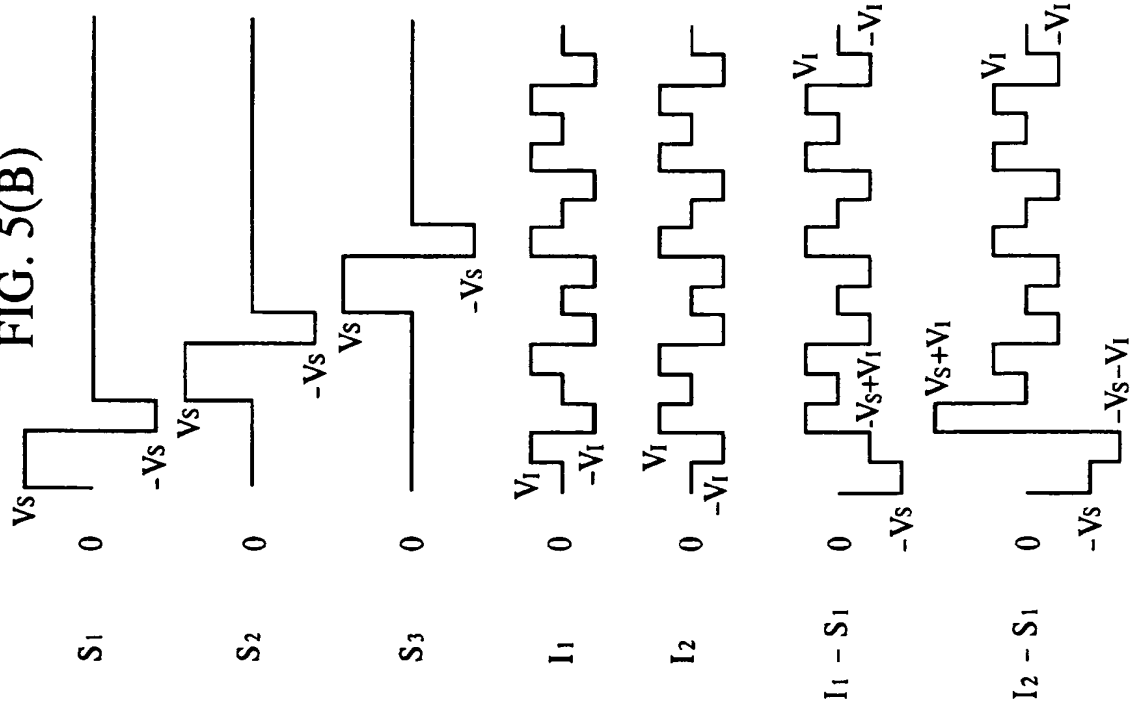 FIG. 5(B)
S1 0 VS -VS
S2 0 VS -VS
S3 0 VS -VS
I1 0 VI -VI
I2 0 VI -VI
I1 - S1 0 -VS -VS+VI VI -VI
I2 - S1 0 -VS VS+VI -VS-VI VI -VI